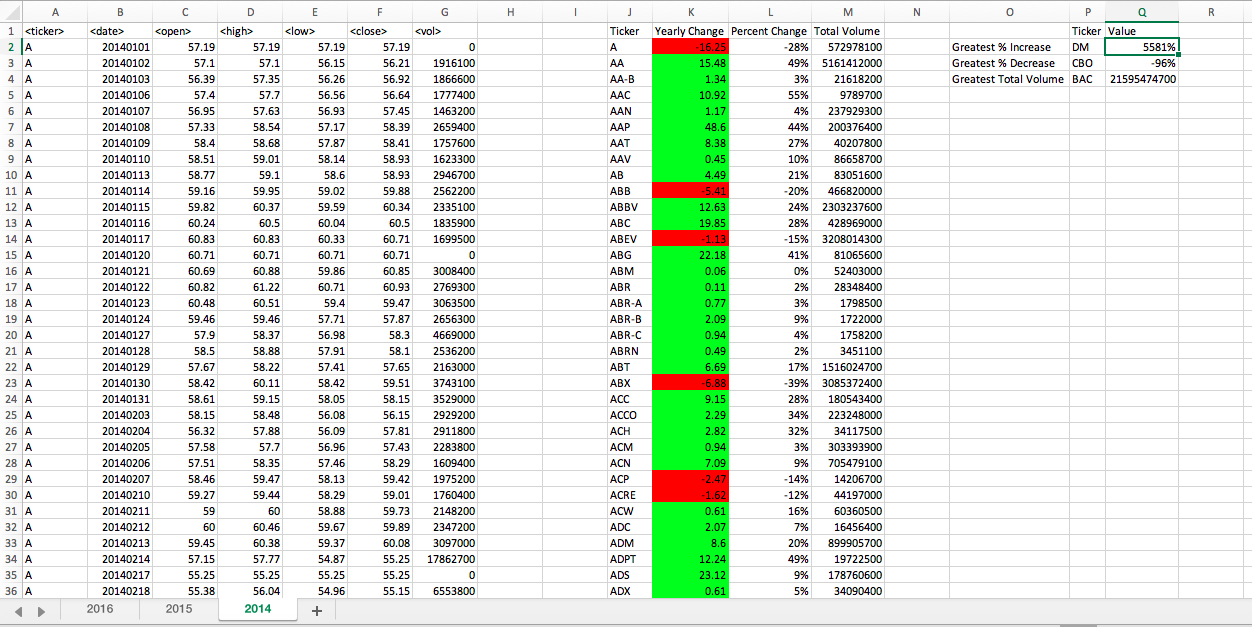 A B C D E F G H I J K L M N O P Q R
1 <ticker> <date> <open> <high> <low> <close> <vol> Ticker Yearly Change Percent Change Total Volume Ticker Value
2 A 20140101 57.19 57.19 57.19 57.19 0 A -16.25 -28% 572978100 Greatest % Increase DM 5581%
3 A 20140102 57.1 57.1 56.15 56.21 1916100 AA 15.48 49% 5161412000 Greatest % Decrease CBO -96%
4 A 20140103 56.39 57.35 56.26 56.92 1866600 AA-B 1.34 3% 21618200 Greatest Total Volume BAC 21595474700
5 A 20140106 57.4 57.7 56.56 56.64 1777400 AAC 10.92 55% 9789700
6 A 20140107 56.95 57.63 56.93 57.45 1463200 AAN 1.17 4% 237929300
7 A 20140108 57.33 58.54 57.17 58.39 2659400 AAP 48.6 44% 200376400
8 A 20140109 58.4 58.68 57.87 58.41 1757600 AAT 8.38 27% 40207800
9 A 20140110 58.51 59.01 58.14 58.93 1623300 AAV 0.45 10% 86658700
10 A 20140113 58.77 59.1 58.6 58.93 2946700 AB 4.49 21% 83051600
11 A 20140114 59.16 59.95 59.02 59.88 2562200 ABB -5.41 -20% 466820000
12 A 20140115 59.82 60.37 59.59 60.34 2335100 ABBV 12.63 24% 2303237600
13 A 20140116 60.24 60.5 60.04 60.5 1835900 ABC 19.85 28% 428969000
14 A 20140117 60.83 60.83 60.33 60.71 1699500 ABEV -1.13 -15% 3208014300
15 A 20140120 60.71 60.71 60.71 60.71 0 ABG 22.18 41% 81065600
16 A 20140121 60.69 60.88 59.86 60.85 3008400 ABM 0.06 0% 52403000
17 A 20140122 60.82 61.22 60.71 60.93 2769300 ABR 0.11 2% 28348400
18 A 20140123 60.48 60.51 59.4 59.47 3063500 ABR-A 0.77 3% 1798500
19 A 20140124 59.46 59.46 57.71 57.87 2656300 ABR-B 2.09 9% 1722000
20 A 20140127 57.9 58.37 56.98 58.3 4669000 ABR-C 0.94 4% 1758200
21 A 20140128 58.5 58.88 57.91 58.1 2536200 ABRN 0.49 2% 3451100
22 A 20140129 57.67 58.22 57.41 57.65 2163000 ABT 6.69 17% 1516024700
23 A 20140130 58.42 60.11 58.42 59.51 3743100 ABX -6.88 -39% 3085372400
24 A 20140131 58.61 59.15 58.05 58.15 3529000 ACC 9.15 28% 180543400
25 A 20140203 58.15 58.48 56.08 56.15 2929200 ACCO 2.29 34% 223248000
26 A 20140204 56.32 57.88 56.09 57.81 2911800 ACH 2.82 32% 34117500
27 A 20140205 57.58 57.7 56.96 57.43 2283800 ACM 0.94 3% 303393900
28 A 20140206 57.51 58.35 57.46 58.29 1609400 ACN 7.09 9% 705479100
29 A 20140207 58.46 59.47 58.13 59.42 1975200 ACP -2.47 -14% 14206700
30 A 20140210 59.27 59.44 58.29 59.01 1760400 ACRE -1.62 -12% 44197000
31 A 20140211 59 60 58.88 59.73 2148200 ACW 0.61 16% 60360500
32 A 20140212 60 60.46 59.67 59.89 2347200 ADC 2.07 7% 16456400
33 A 20140213 59.45 60.38 59.37 60.08 3097000 ADM 8.6 20% 899905700
34 A 20140214 57.15 57.77 54.87 55.25 17862700 ADPT 12.24 49% 19722500
35 A 20140217 55.25 55.25 55.25 55.25 0 ADS 23.12 9% 178760600
36 A 20140218 55.38 56.04 54.96 55.15 6553800 ADX 0.61 5% 34090400
2016 2015 2014